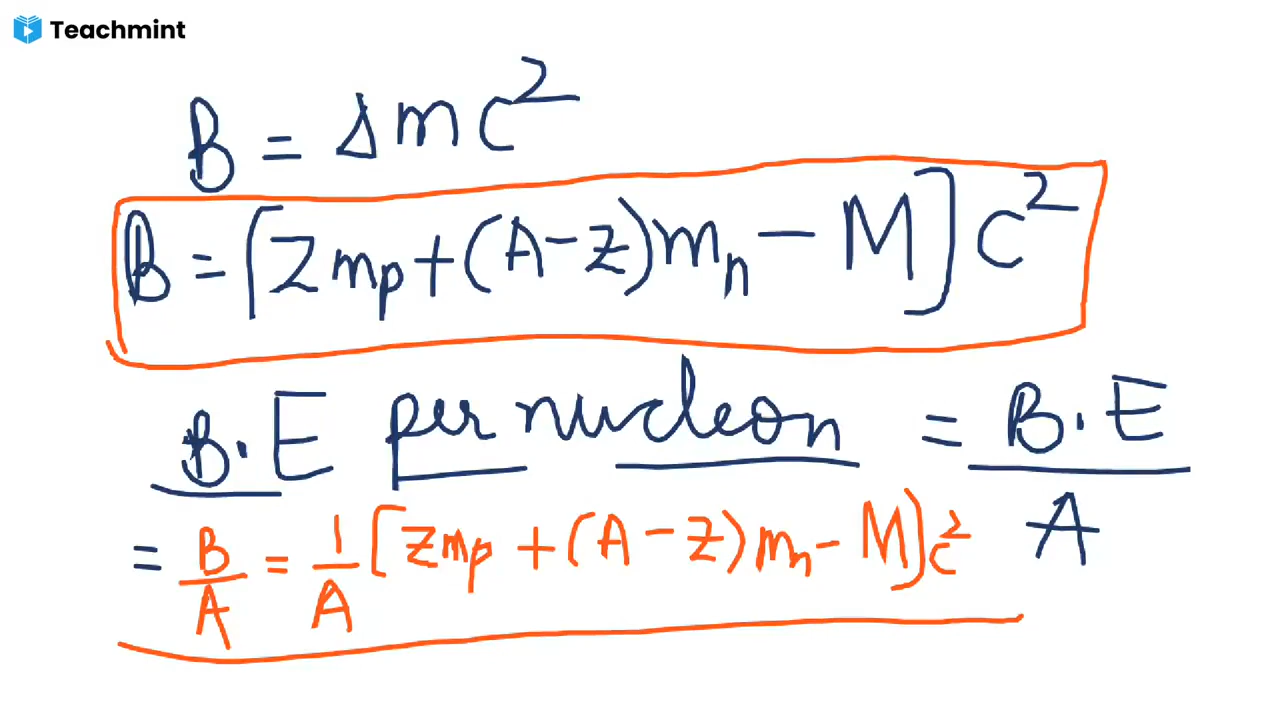 Teachmint
B = Δmc²
B = [Zmp + (A-Z)mn - M]c²
B.E per nucleon = B.E / A
= B/A = 1/A [Zmp + (A-Z)mn - M]c²